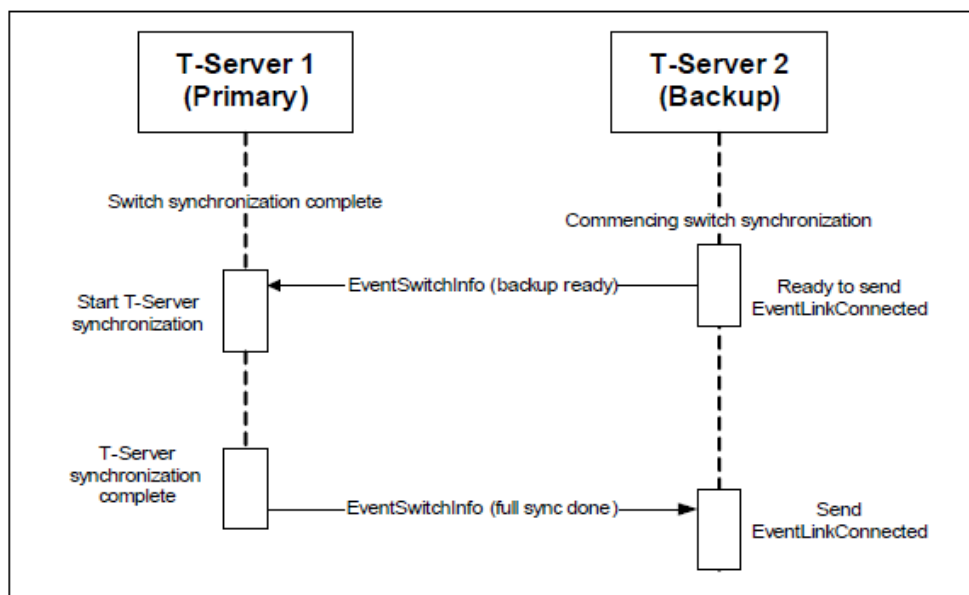 T-Server 1
(Primary)
T-Server 2
(Backup)
Switch synchronization complete
Commencing switch synchronization
EventSwitchInfo (backup ready)
Start T-Server
synchronization
Ready to send
EventLinkConnected
T-Server
synchronization
complete
EventSwitchInfo (full sync done)
Send
EventLinkConnected